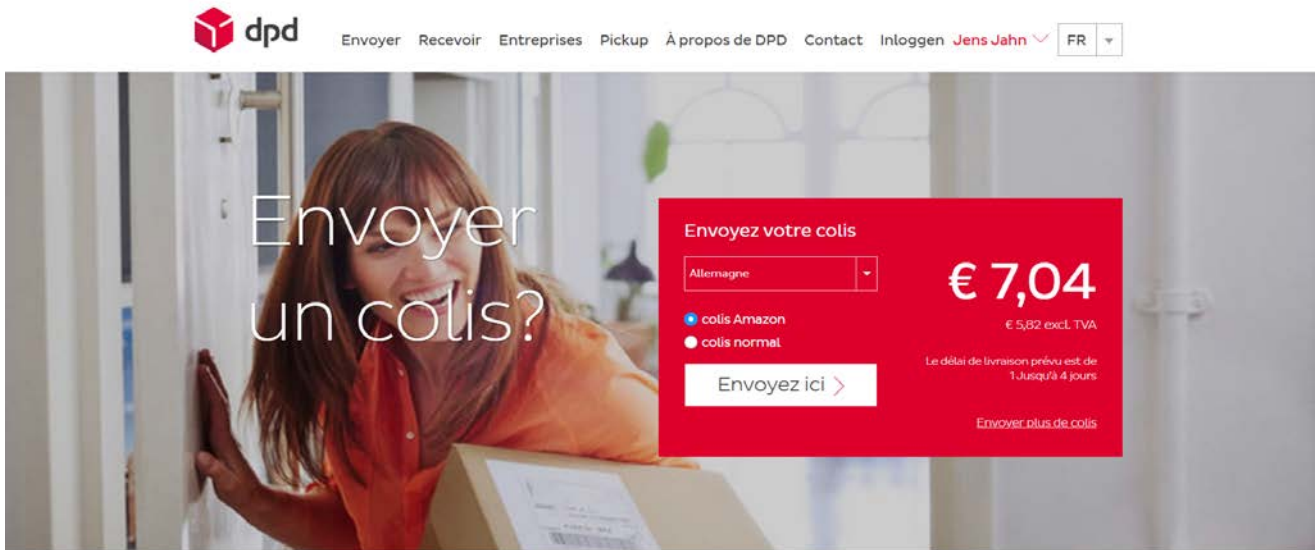 dpd
Envoyer Recevoir Entreprises Pickup À propos de DPD Contact Inloggen Jens Jahn FR
Envoyer
un colis?
Envoyez votre colis
Allemagne
colis Amazon
colis normal
Envoyez ici
€ 7,04
€ 5,82 excl. TVA
Le délai de livraison prévu est de
1 Jusqu'à 4 jours
Envoyer plus de colis